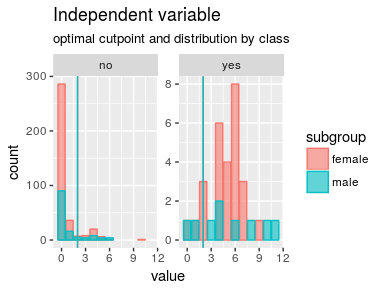 Independent variable
optimal cutpoint and distribution by class
no
yes
300
200
100
0
8
6
4
2
0
count
0
3
6
9
12
0
3
6
9
12
value
subgroup
female
male